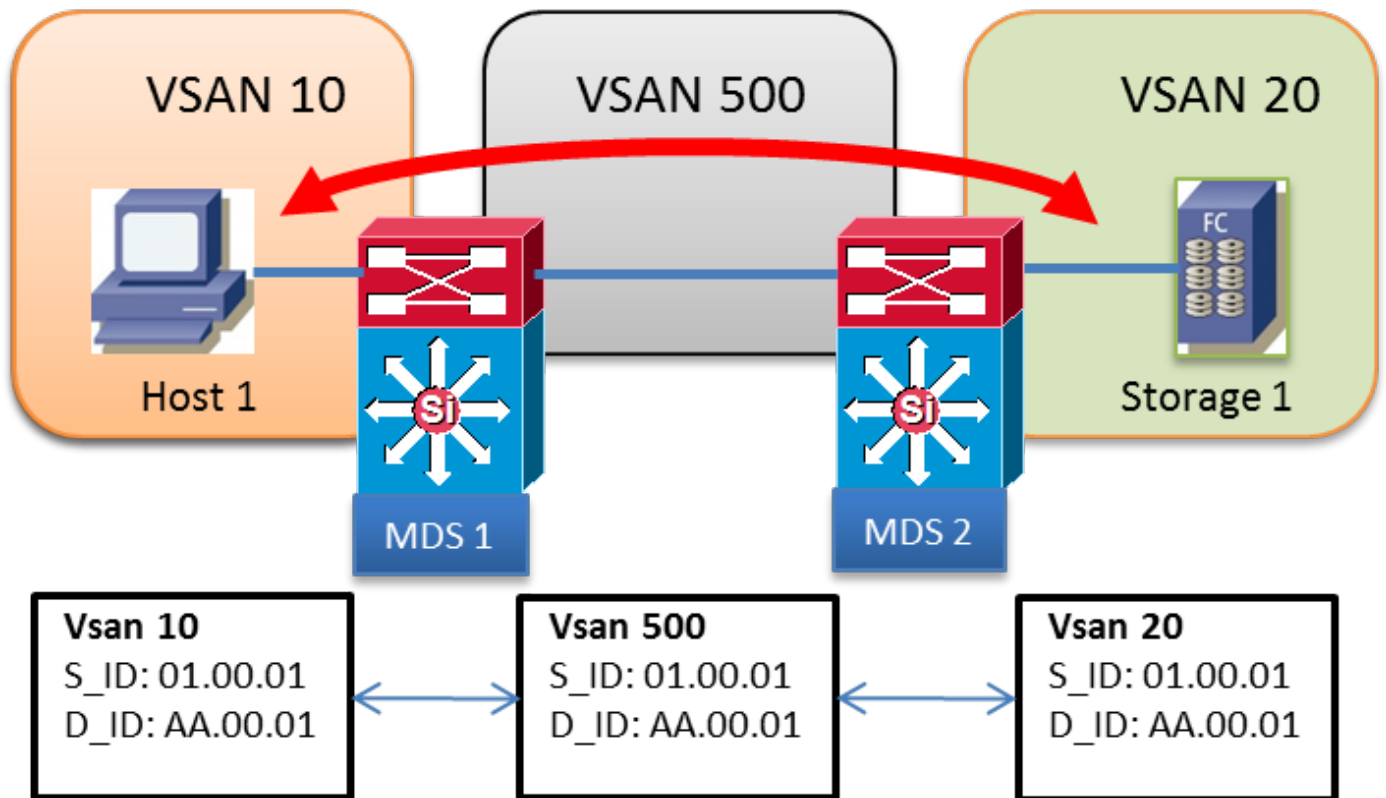 VSAN 10
VSAN 500
VSAN 20
FC
Host 1
Si
Si
Storage 1
MDS 1
MDS 2
Vsan 10
S_ID: 01.00.01
D_ID: AA.00.01
Vsan 500
S_ID: 01.00.01
D_ID: AA.00.01
Vsan 20
S_ID: 01.00.01
D_ID: AA.00.01